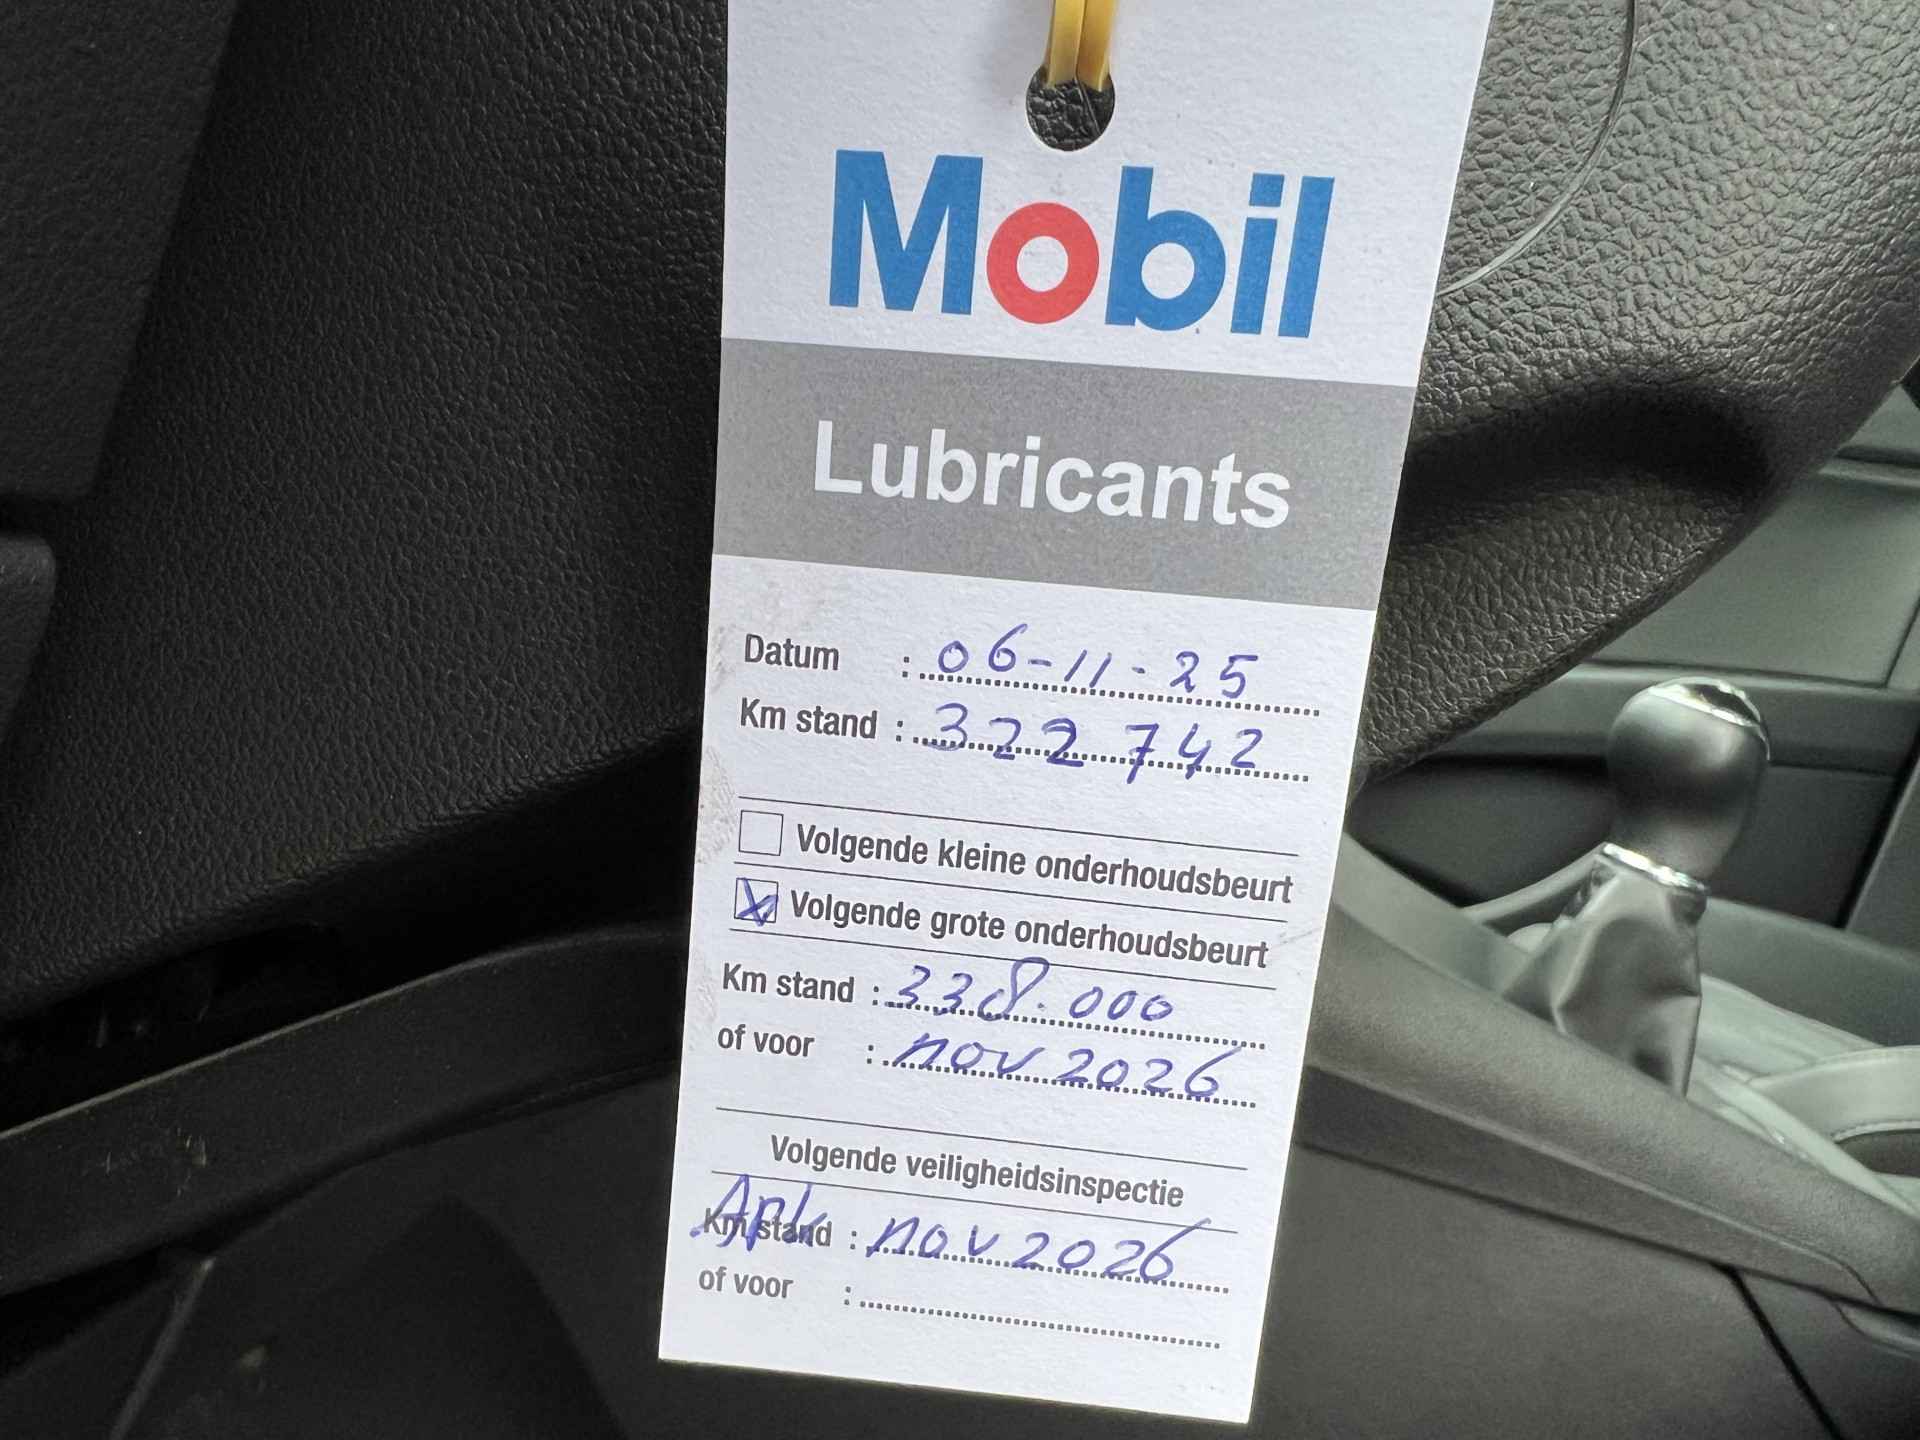 Mobil
Lubricants
Datum : 06-11-25
Km stand : 322 742
Volgende kleine onderhoudsbeurt
X Volgende grote onderhoudsbeurt
Km stand : 338.000
of voor : nov 2026
Volgende veiligheidsinspectie
Apk Km stand : nov 2026
of voor :